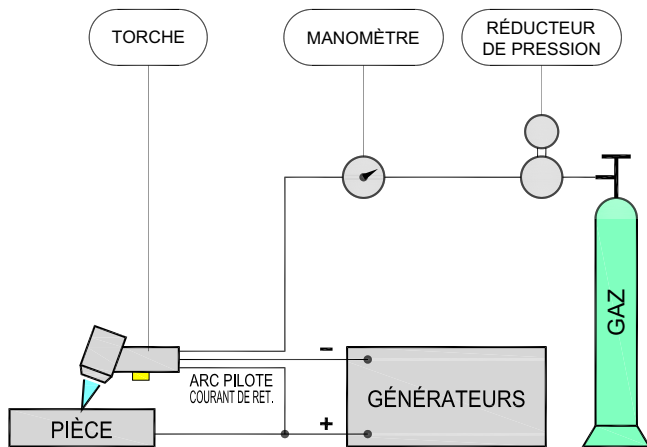 TORCHE
MANOMÈTRE
RÉDUCTEUR
DE PRESSION
GAZ
-
ARC PILOTE
COURANT DE RET.
GÉNÉRATEURS
PIÈCE
+